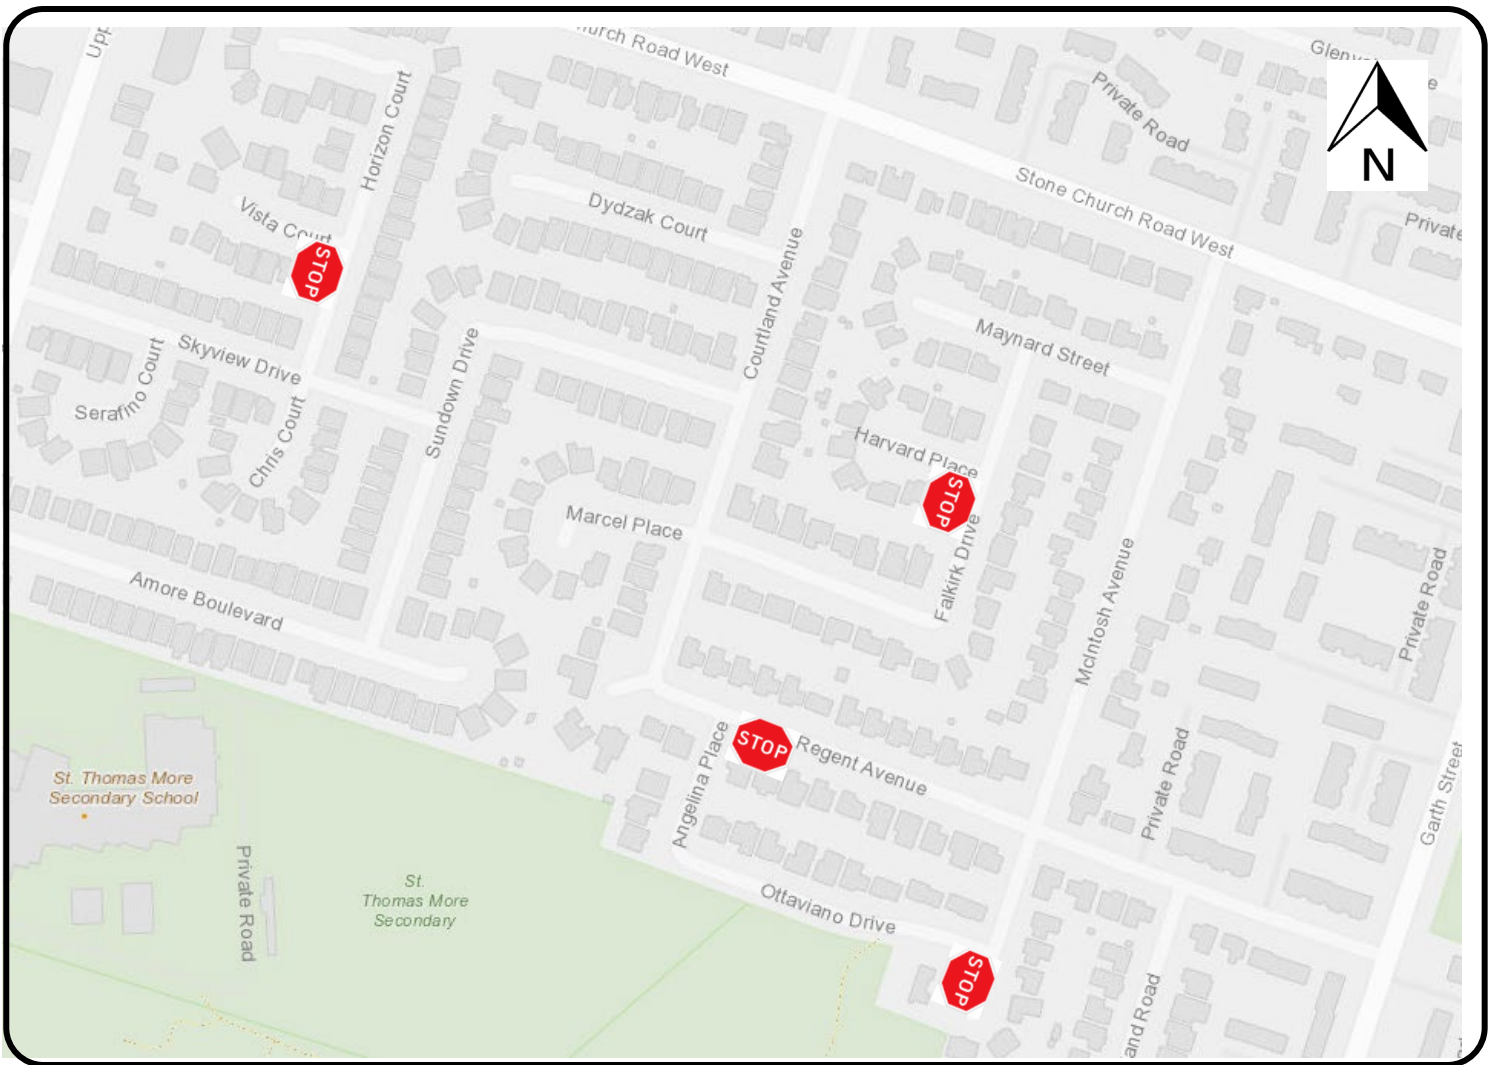 Upp
urch Road West
Glenv
e
Private Road
N
Horizon Court
Stone Church Road West
Private
Vista Court
STOP
Dydzak Court
Courtland Avenue
Maynard Street
Skyview Drive
Serafino Court
Sundown Drive
Chris Court
Harvard Place
STOP
Marcel Place
Falkirk Drive
McIntosh Avenue
Private Road
Amore Boulevard
Angelina Place
STOP
Regent Avenue
Private Road
Garth Street
St. Thomas More
Secondary School
Private Road
St.
Thomas More
Secondary
Ottaviano Drive
STOP
and Road